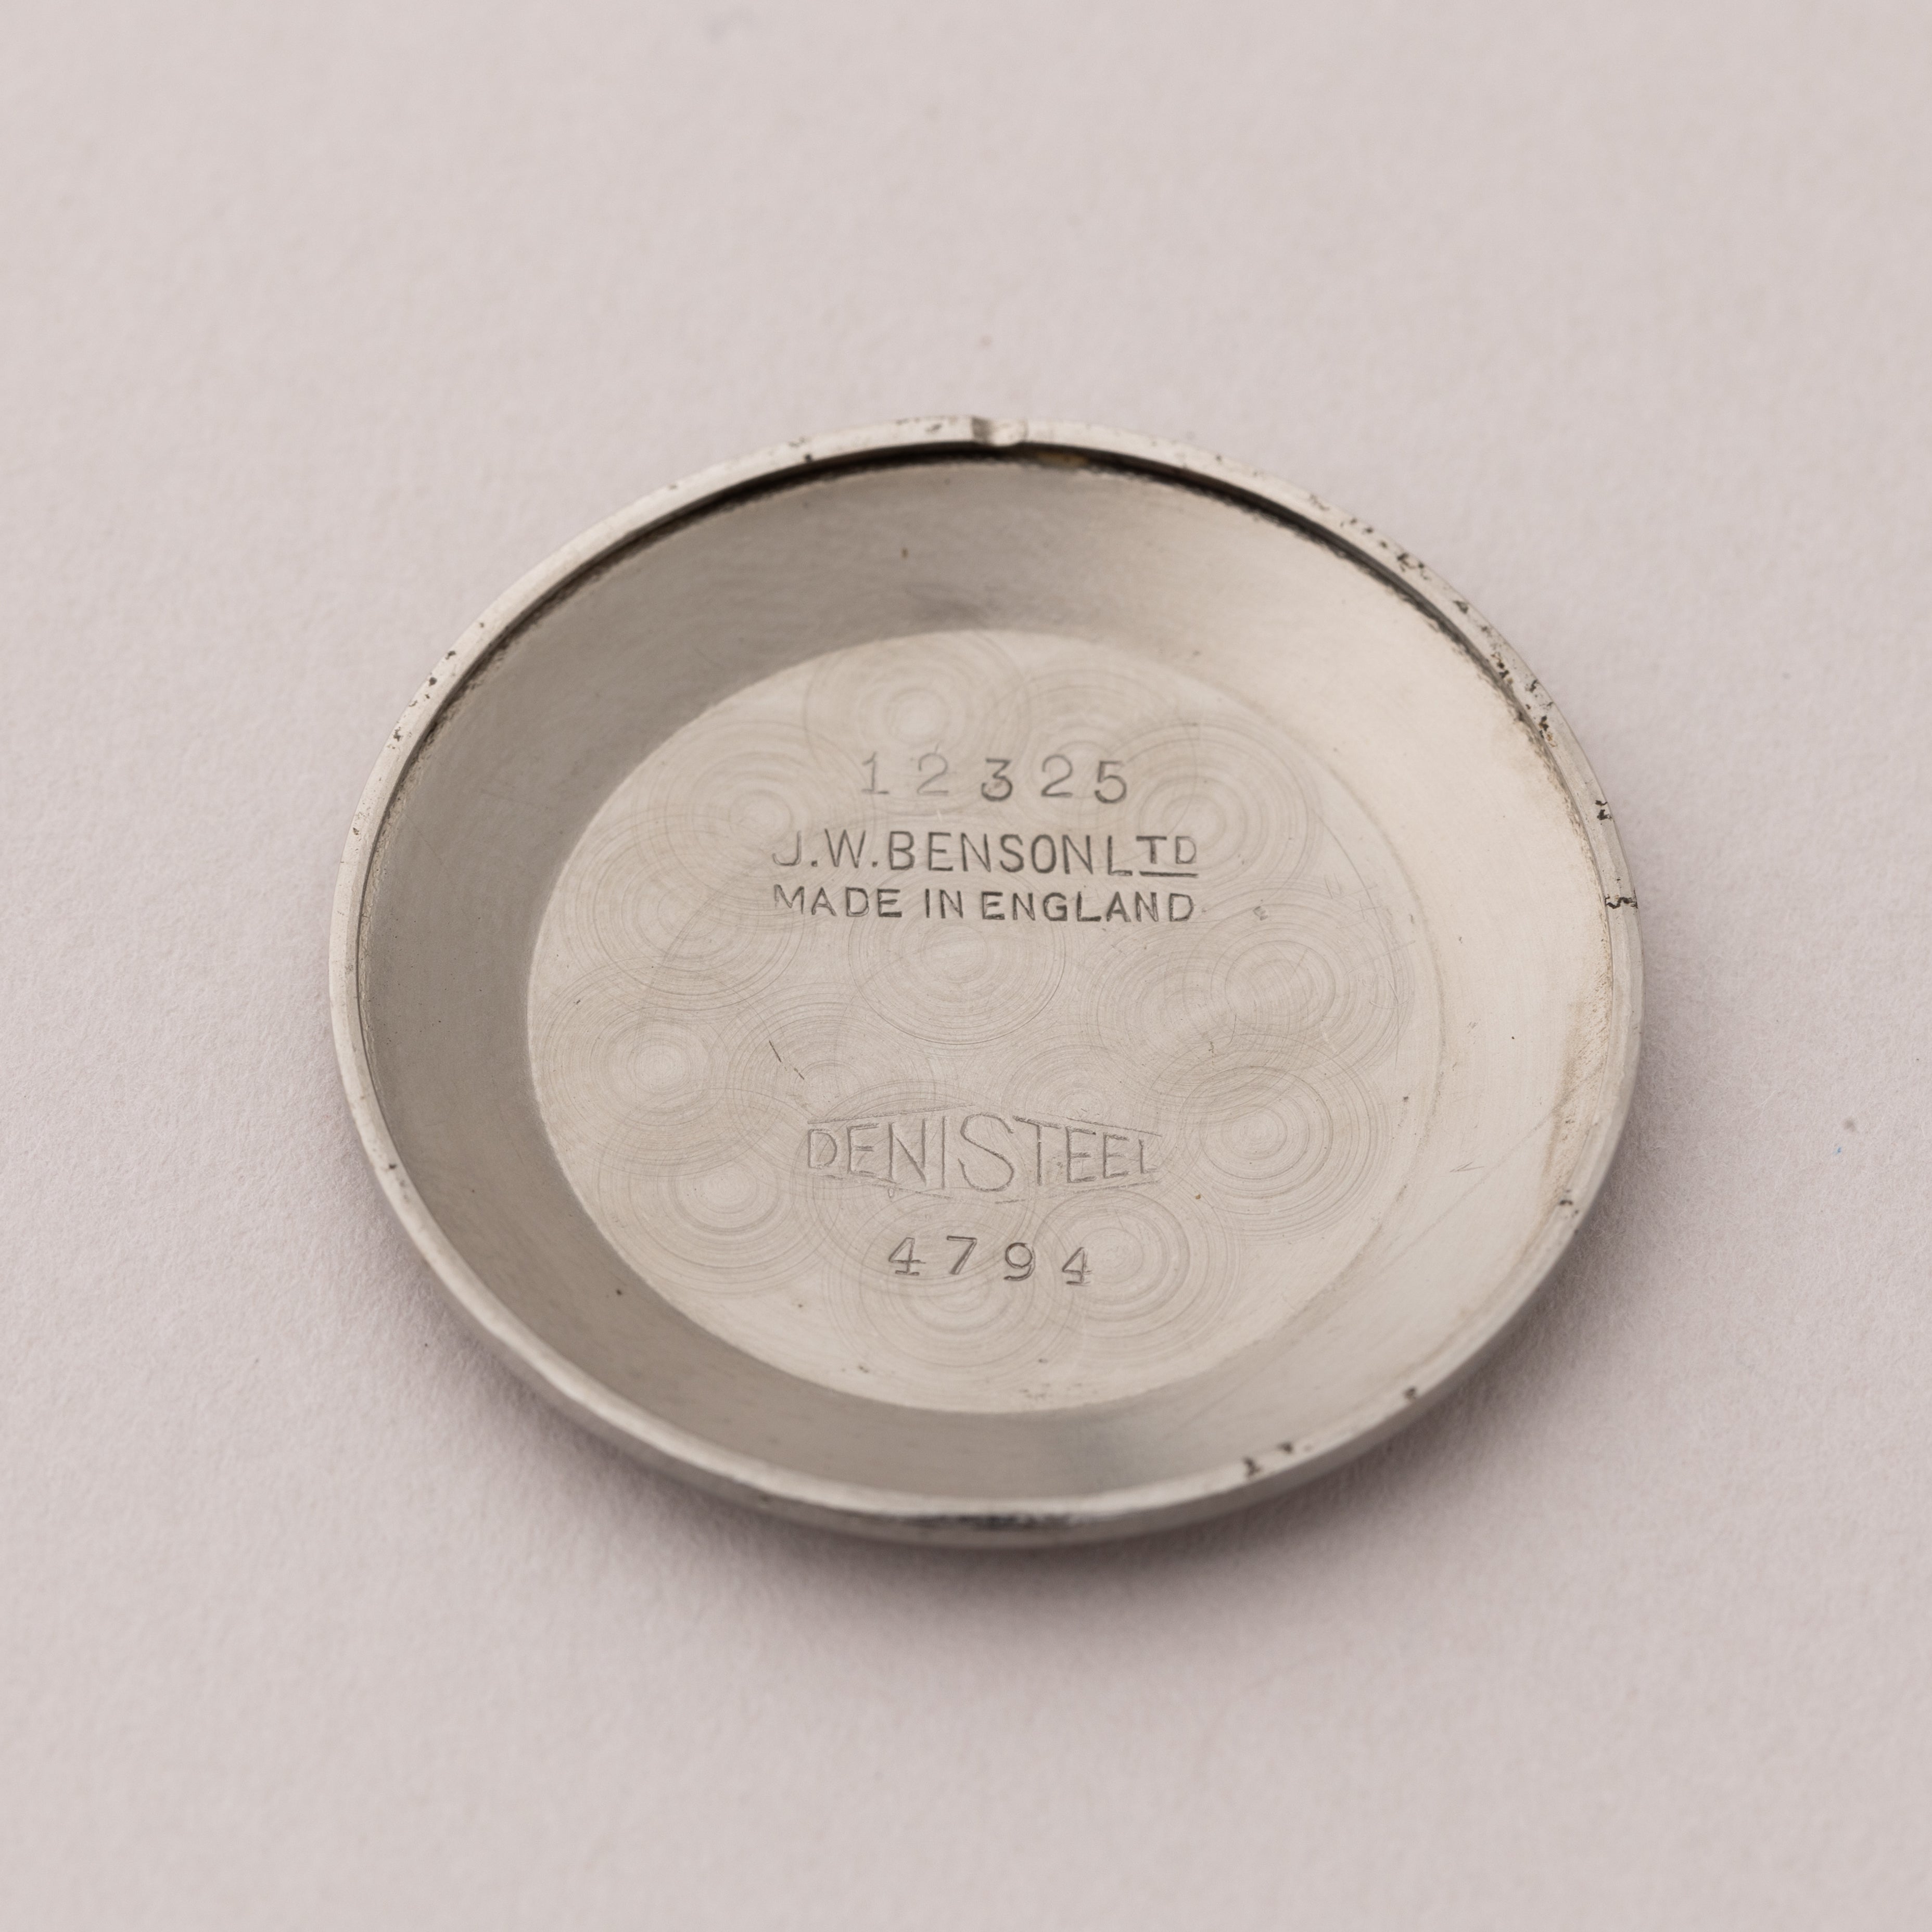 12325
J.W.BENSON LTD
MADE IN ENGLAND
DENISTEEL
4794